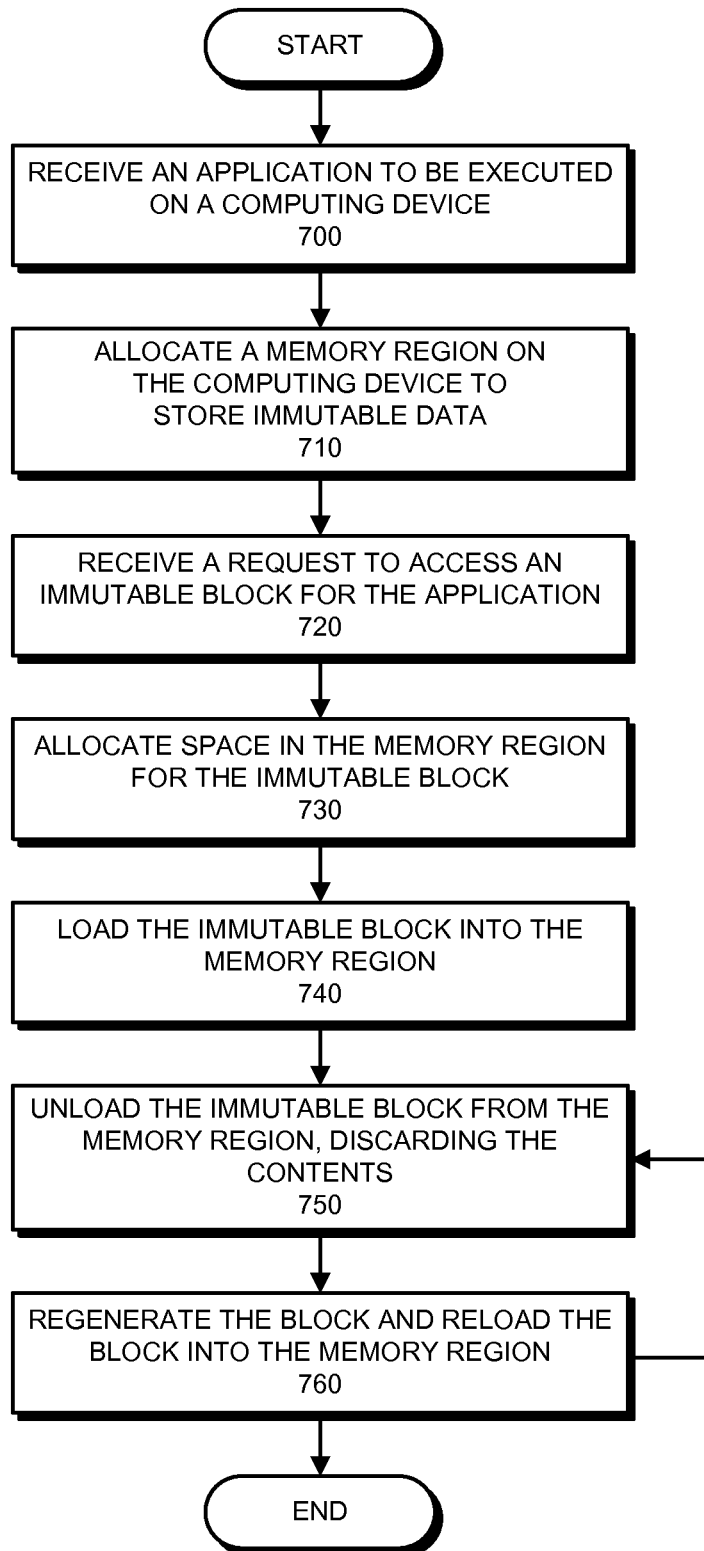 START
RECEIVE AN APPLICATION TO BE EXECUTED
ON A COMPUTING DEVICE
700
ALLOCATE A MEMORY REGION ON
THE COMPUTING DEVICE TO
STORE IMMUTABLE DATA
710
RECEIVE A REQUEST TO ACCESS AN
IMMUTABLE BLOCK FOR THE APPLICATION
720
ALLOCATE SPACE IN THE MEMORY REGION
FOR THE IMMUTABLE BLOCK
730
LOAD THE IMMUTABLE BLOCK INTO THE
MEMORY REGION
740
UNLOAD THE IMMUTABLE BLOCK FROM THE
MEMORY REGION, DISCARDING THE
CONTENTS
750
REGENERATE THE BLOCK AND RELOAD THE
BLOCK INTO THE MEMORY REGION
760
END